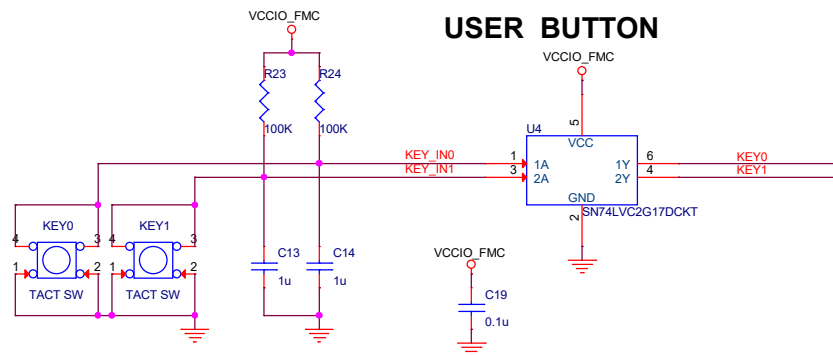 USER BUTTON
VCCIO_FMC
VCCIO_FMC
R23
R24
100K
100K
U4
5
VCC
KEY_IN0
1
1A
1Y
6
KEY0
KEY_IN1
3
2A
2Y
4
KEY1
GND
2
SN74LVC2G17DCKT
4
KEY0
3
4
KEY1
3
1
2
1
2
TACT SW
TACT SW
C13
1u
C14
1u
VCCIO_FMC
C19
0.1u